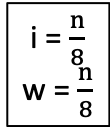 i = n/8
w = n/8